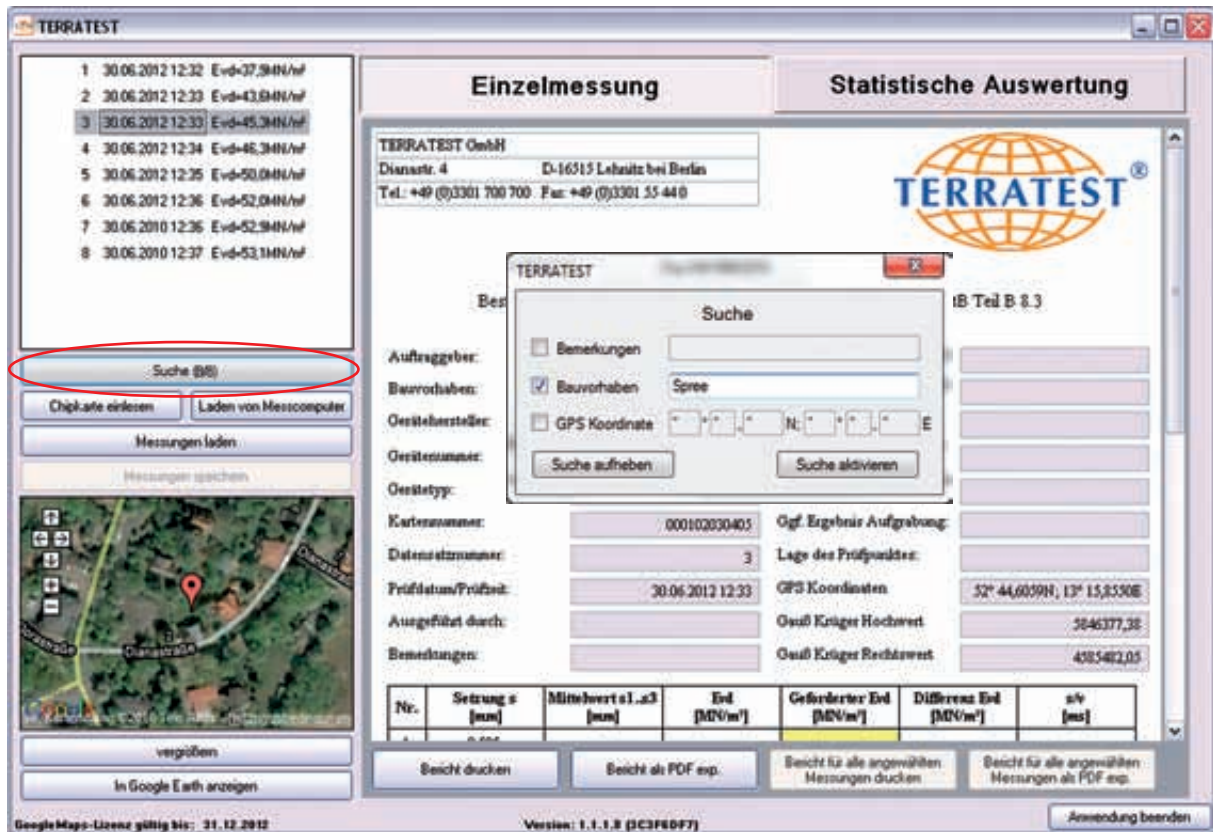 TERRATEST
1 30.06.2012 12:32 Evd=37,9MN/m²
2 30.06.2012 12:33 Evd=43,6MN/m²
3 30.06.2012 12:33 Evd=45,3MN/m²
4 30.06.2012 12:34 Evd=46,3MN/m²
5 30.06.2012 12:35 Evd=50,0MN/m²
6 30.06.2012 12:36 Evd=52,0MN/m²
7 30.06.2010 12:36 Evd=52,9MN/m²
8 30.06.2010 12:37 Evd=53,1MN/m²
Suche (8/8)
Chipkarte einlesen
Laden von Messcomputer
Messungen laden
Messungen speichern
Dianastraße
Google
vergrößern
In Google Earth anzeigen
GoogleMaps-Lizenz gültig bis: 31.12.2012
Einzelmessung
Statistische Auswertung
TERRATEST GmbH
Dianastr. 4 D-16515 Lehnitz bei Berlin
Tel.: +49 (0)3301 700 700 Fax: +49 (0)3301 55 44 0
TERRATEST®
Bes
tB Teil B 8.3
TERRATEST
Suche
Bemerkungen
Bauvorhaben Spree
GPS Koordinate * * * , * N; * * * , * E
Suche aufheben
Suche aktivieren
Auftraggeber:
Bauvorhaben:
Gerätehersteller:
Gerätenummer:
Gerätetyp:
Kartennummer: 000102030405
Ggf. Ergebnis Aufgrabung:
Datensatznummer: 3
Lage des Prüfpunktes:
Prüfdatum/Prüfzeit: 30.06.2012 12:33
GPS Koordinaten 52° 44,6059N; 13° 15,8550E
Ausgeführt durch:
Gauß Krüger Hochwert 5846377,38
Bemerkungen:
Gauß Krüger Rechtswert 4585482,05
Nr. Setzung s [mm] Mittelwert s1..s3 [mm] Evd [MN/m²] Geforderter Evd [MN/m²] Differenz Evd [MN/m²] s/v [ms]
Bericht drucken
Bericht als PDF exp.
Bericht für alle angewählten Messungen drucken
Bericht für alle angewählten Messungen als PDF exp.
Version: 1.1.1.8 (3C3F6DF7)
Anwendung beenden